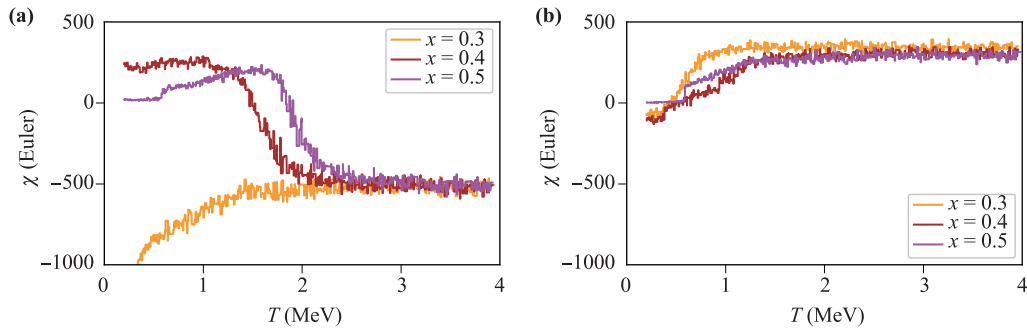 (a)
500
0
−500
−1000
χ (Euler)
x = 0.3
x = 0.4
x = 0.5
0 1 2 3 4
T (MeV)
(b)
500
0
−500
−1000
χ (Euler)
x = 0.3
x = 0.4
x = 0.5
0 1 2 3 4
T (MeV)